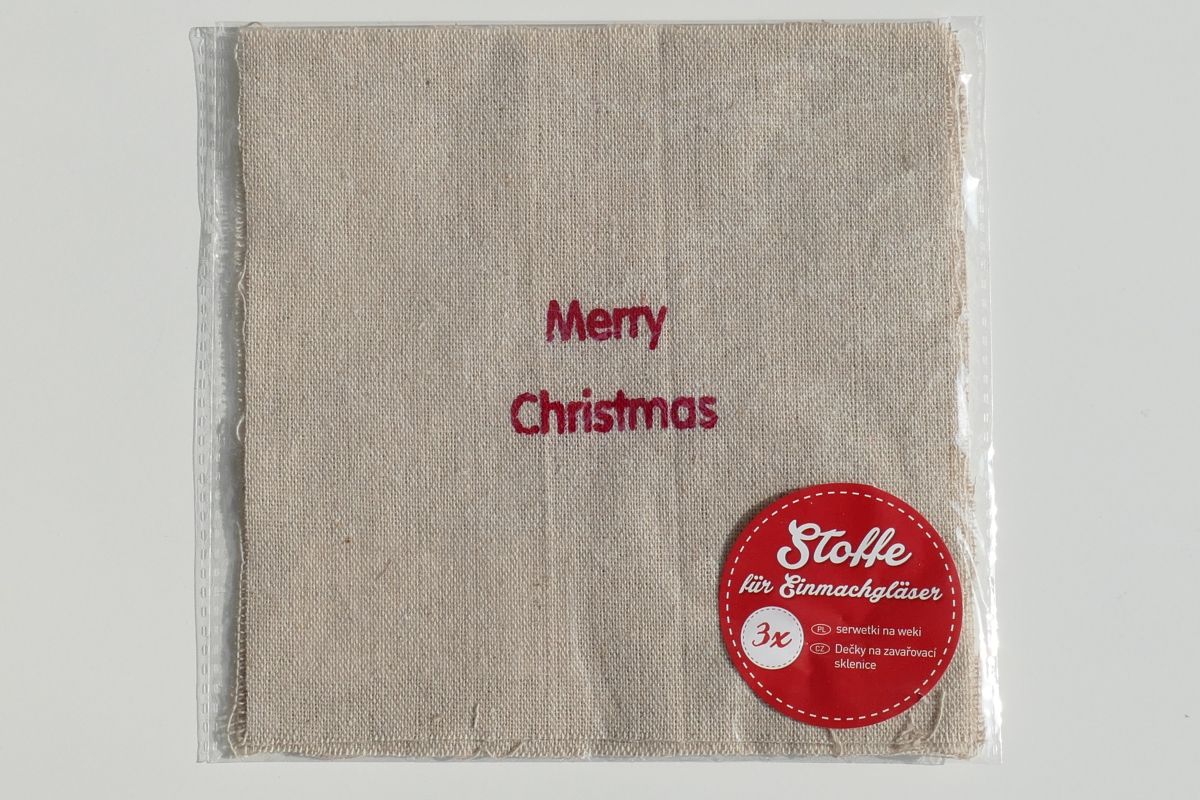 Merry
Christmas
Stoffe
für Einmachgläser
3x
PL serwetki na weki
CZ Dečky na zavařovací
sklenice